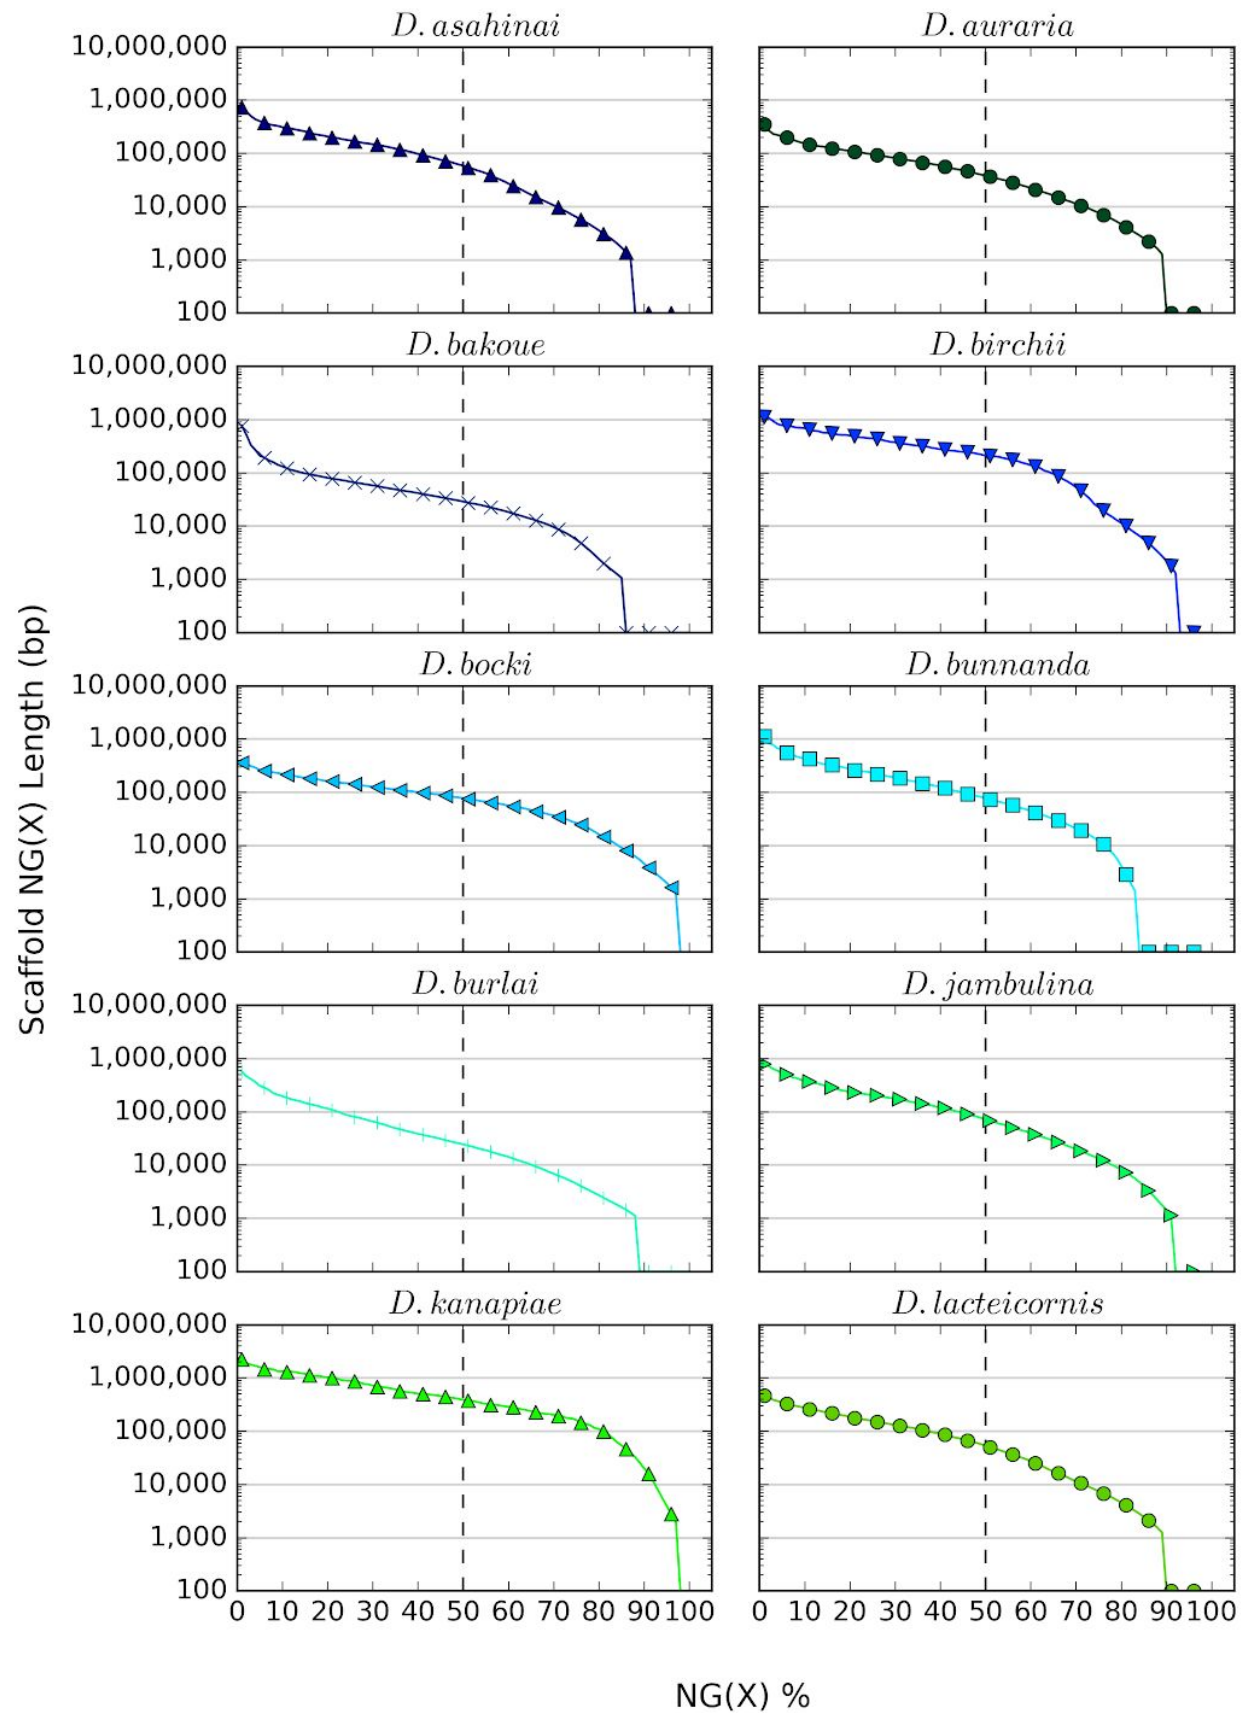 D. asahinai
D. auraria
10,000,000
1,000,000
100,000
10,000
1,000
100
D. bakoue
D. birchii
10,000,000
1,000,000
100,000
10,000
1,000
100
D. bocki
D. bunnanda
10,000,000
1,000,000
100,000
10,000
1,000
100
D. burlai
D. jambulina
10,000,000
1,000,000
100,000
10,000
1,000
100
D. kanapiae
D. lacteicornis
10,000,000
1,000,000
100,000
10,000
1,000
100
0 10 20 30 40 50 60 70 80 90 100
0 10 20 30 40 50 60 70 80 90 100
Scaffold NG(X) Length (bp)
NG(X) %